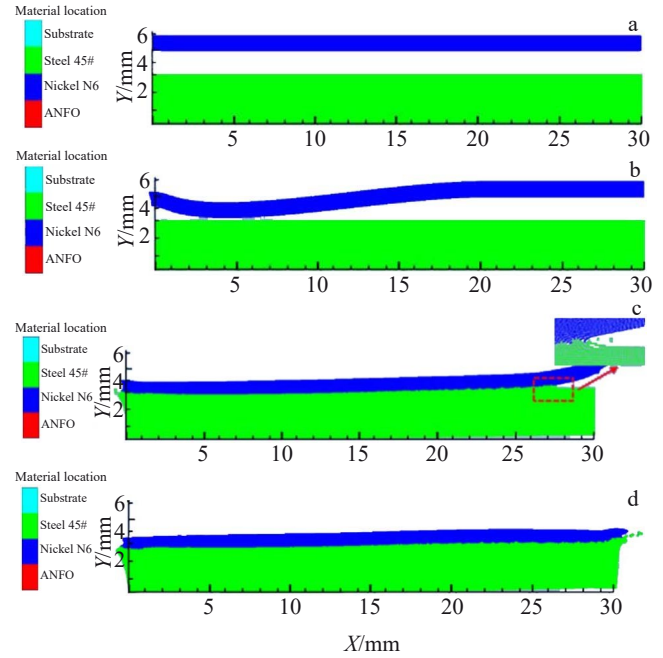 Material location
Substrate
Steel 45#
Nickel N6
ANFO
Y/mm
6
4
2
5 10 15 20 25 30
a
Material location
Substrate
Steel 45#
Nickel N6
ANFO
Y/mm
6
4
2
5 10 15 20 25 30
b
Material location
Substrate
Steel 45#
Nickel N6
ANFO
Y/mm
6
4
2
5 10 15 20 25 30
c
Material location
Substrate
Steel 45#
Nickel N6
ANFO
Y/mm
6
4
2
5 10 15 20 25 30
d
X/mm